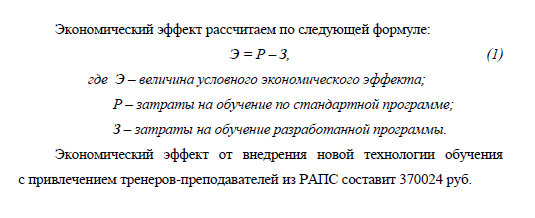 Экономический эффект рассчитаем по следующей формуле:
Э = Р – З, (1)
где Э – величина условного экономического эффекта;
Р – затраты на обучение по стандартной программе;
З – затраты на обучение разработанной программы.
Экономический эффект от внедрения новой технологии обучения
с привлечением тренеров-преподавателей из РАПС составит 370024 руб.